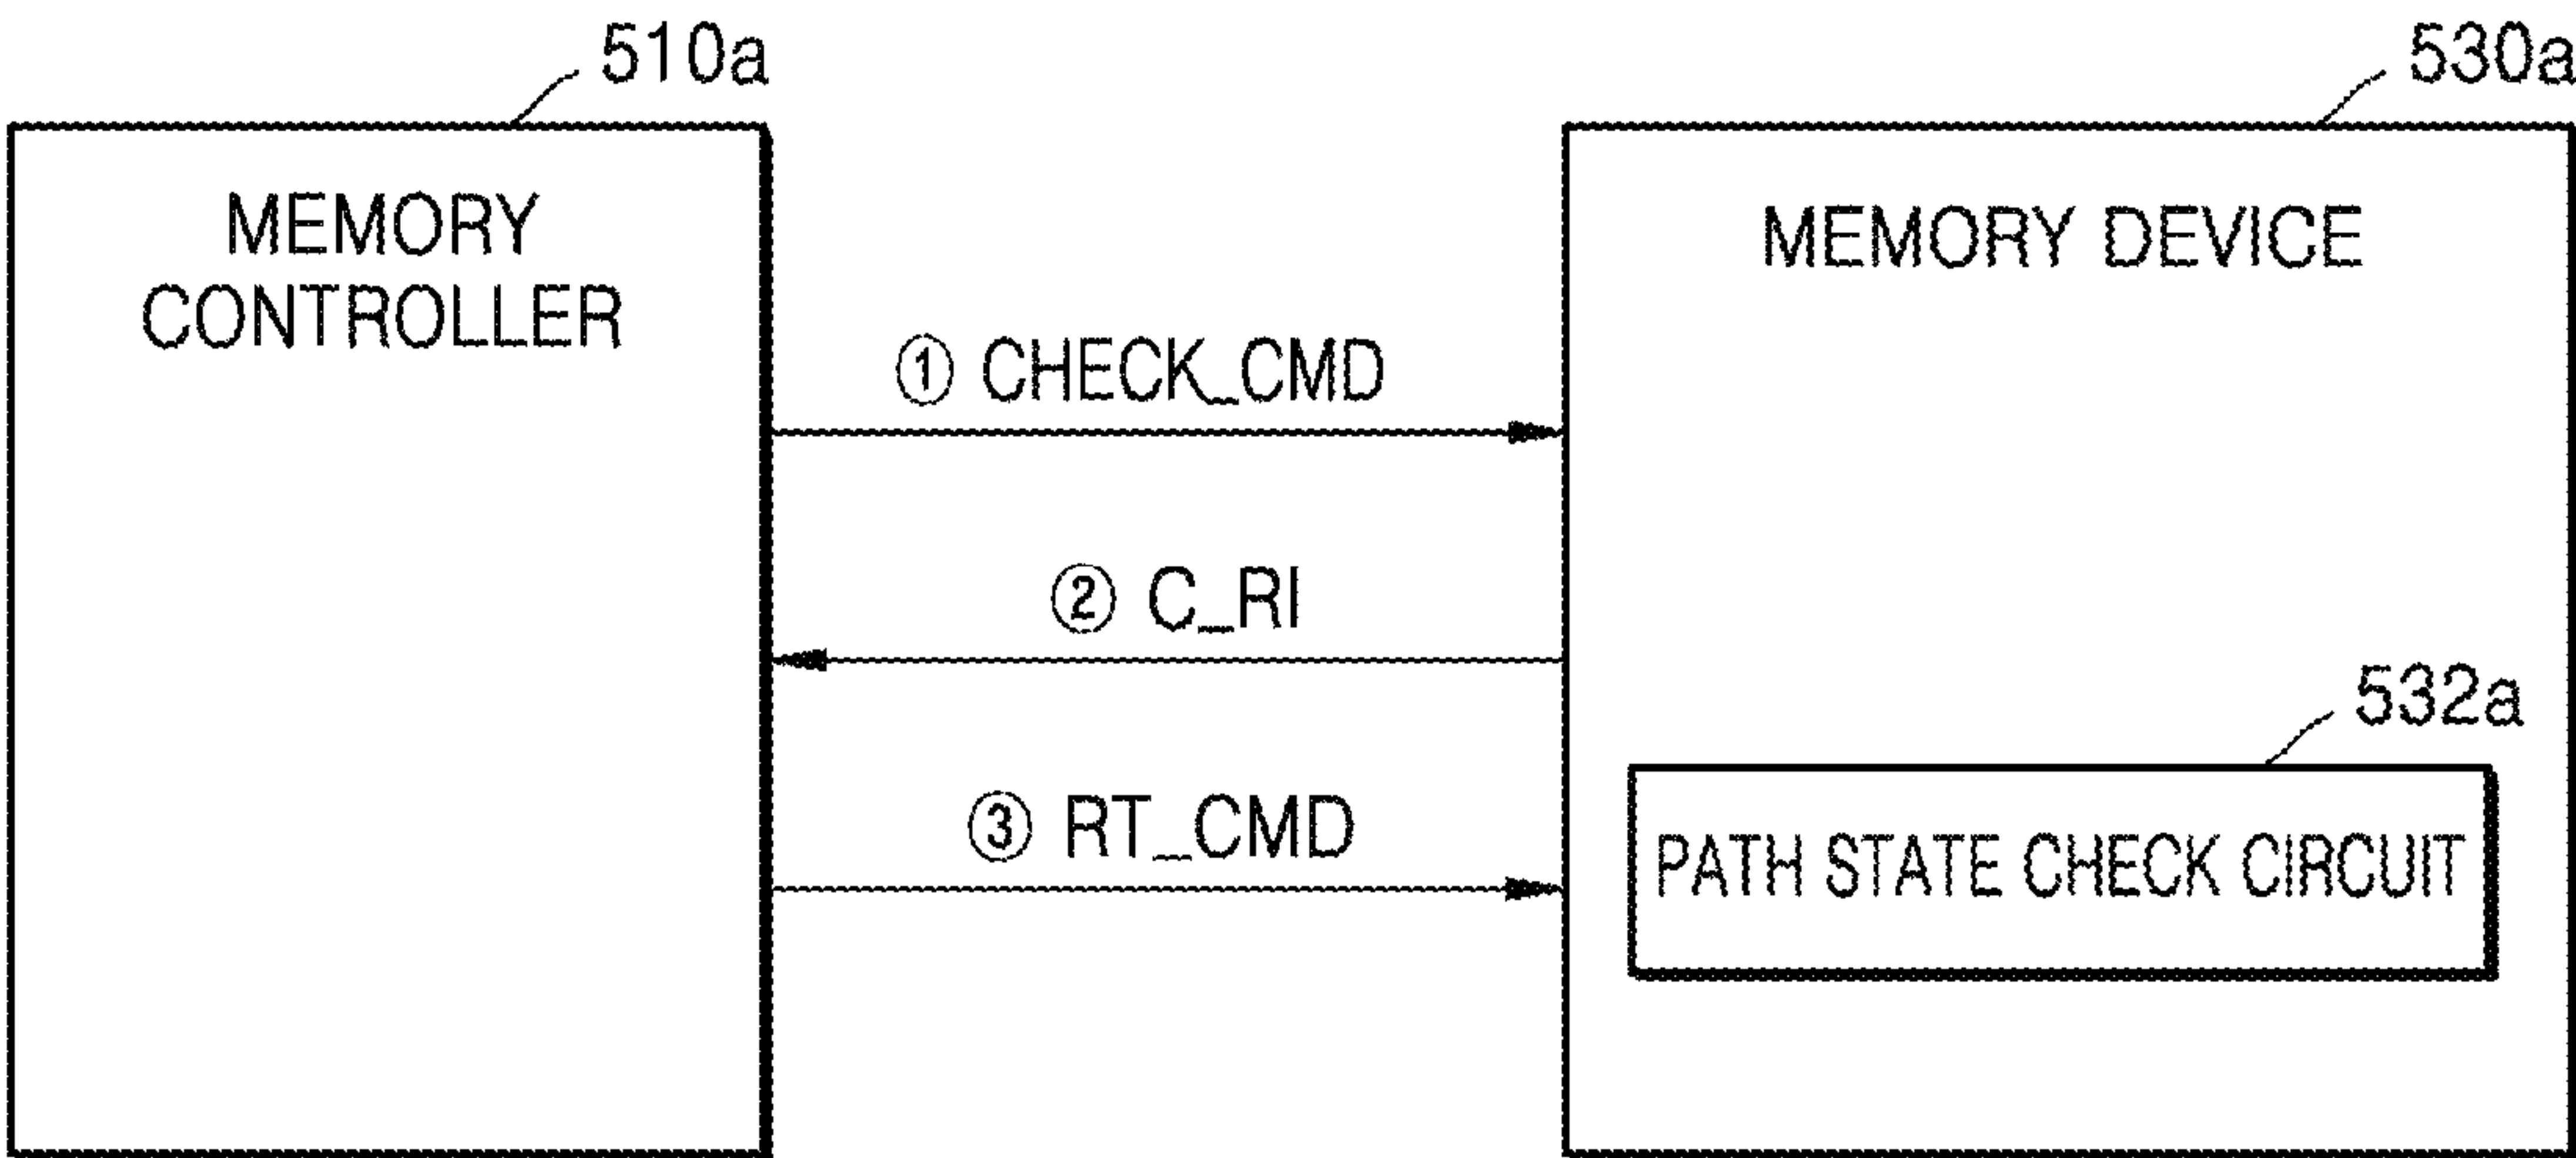 510a
530a
MEMORY
CONTROLLER
MEMORY DEVICE
① CHECK_CMD
② C_RI
532a
③ RT_CMD
PATH STATE CHECK CIRCUIT